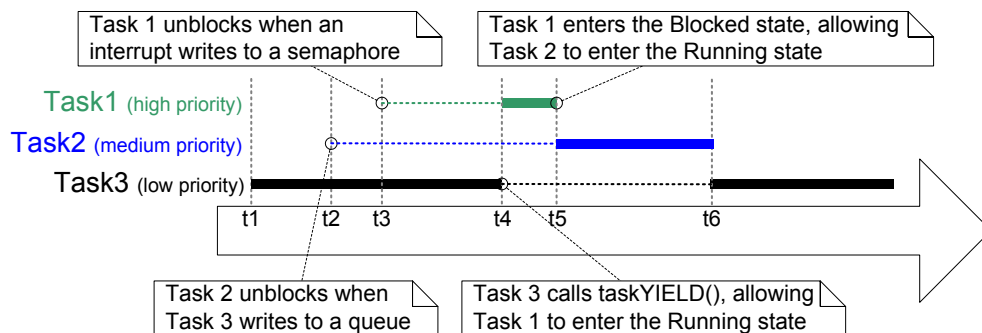 Task 1 unblocks when an
interrupt writes to a semaphore
Task 1 enters the Blocked state, allowing
Task 2 to enter the Running state
Task1 (high priority)
Task2 (medium priority)
Task3 (low priority)
t1 t2 t3 t4 t5 t6
Task 2 unblocks when
Task 3 writes to a queue
Task 3 calls taskYIELD(), allowing
Task 1 to enter the Running state